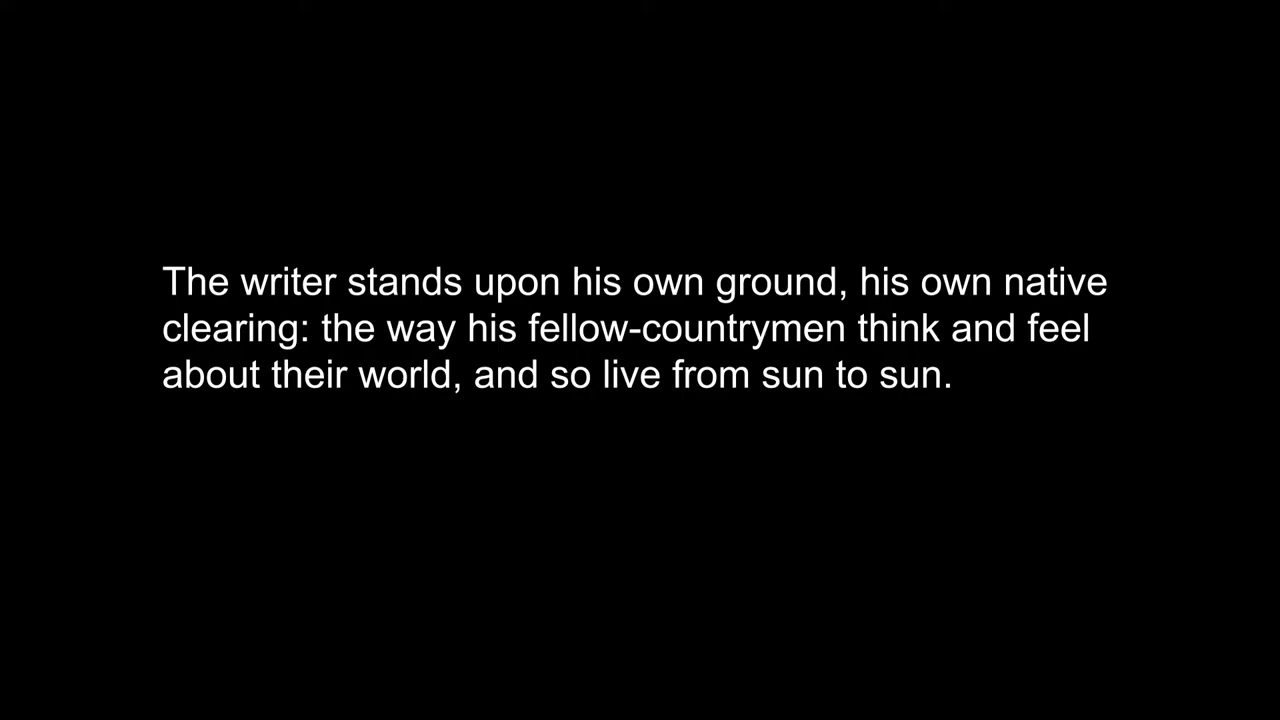 The writer stands upon his own ground, his own native
clearing: the way his fellow-countrymen think and feel
about their world, and so live from sun to sun.